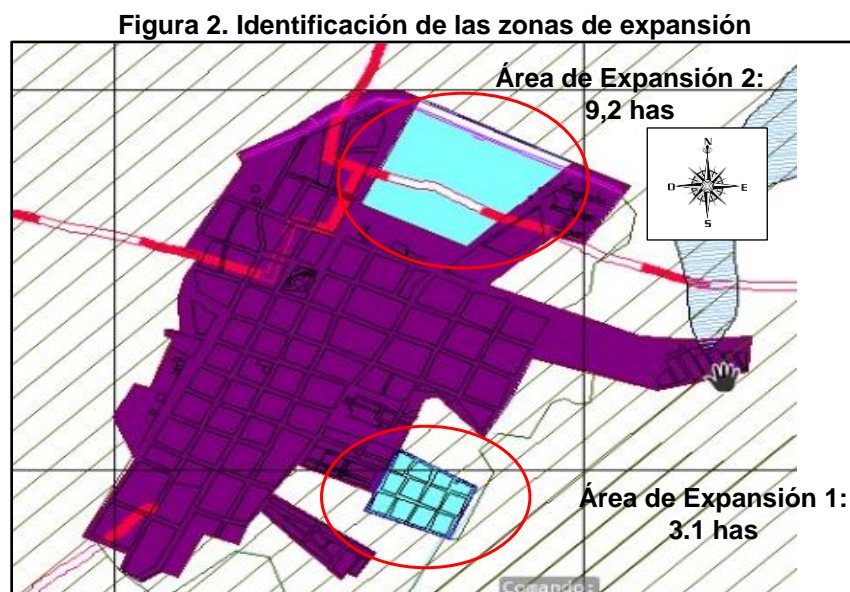 Figura 2. Identificación de las zonas de expansión
Área de Expansión 2:
9,2 has
N
O
E
S
Área de Expansión 1:
3.1 has
Comando: